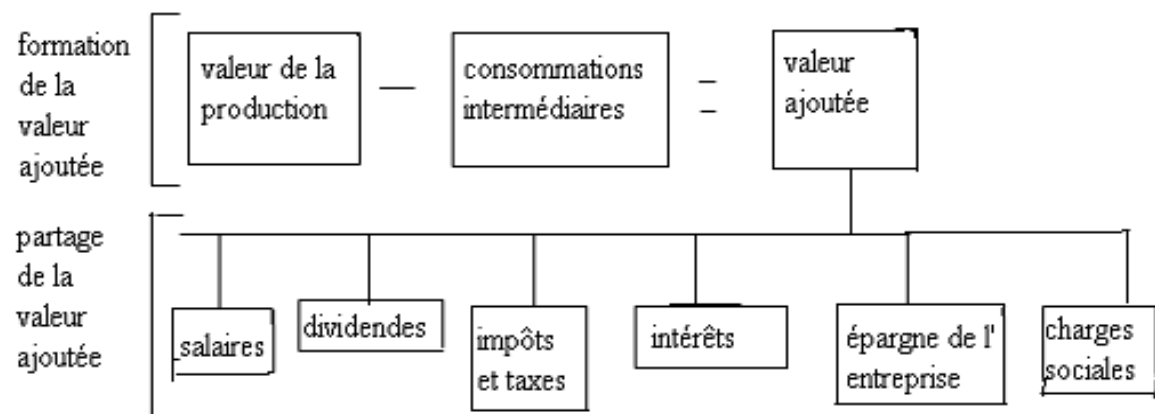 formation
de la
valeur
ajoutée
valeur de la
production
—
consommations
intermédiaires
=
valeur
ajoutée
partage
de la
valeur
ajoutée
salaires
dividendes
impôts
et taxes
intérêts
épargne de l'
entreprise
charges
sociales